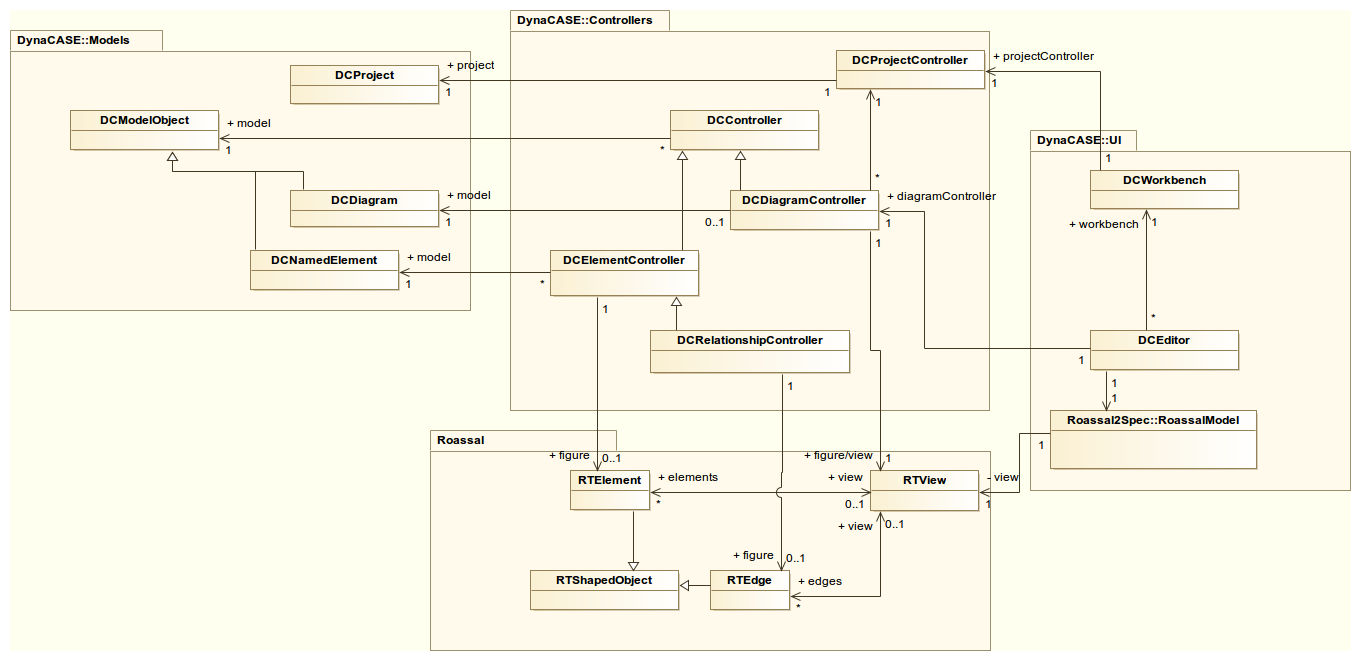 DynaCASE::Controllers
DynaCASE::Models
DCProjectController
+ projectController
1
+ project
DCProject
1
1
DCModelObject
+ model
1
DCController
*
1
DynaCASE::UI
1
DCWorkbench
+ workbench
1
DCDiagram
+ model
1
*
DCDiagramController
0..1
+ diagramController
1
1
DCNamedElement
+ model
1
DCElementController
*
1
*
DCRelationshipController
1
DCEditor
1
1
1
Roassal2Spec::RoassalModel
1
Roassal
+ figure
0..1
+ figure/view
1
RTElement
+ elements
*
+ view
0..1
RTView
- view
1
+ view
0..1
+ figure
0..1
RTShapedObject
RTEdge
+ edges
*